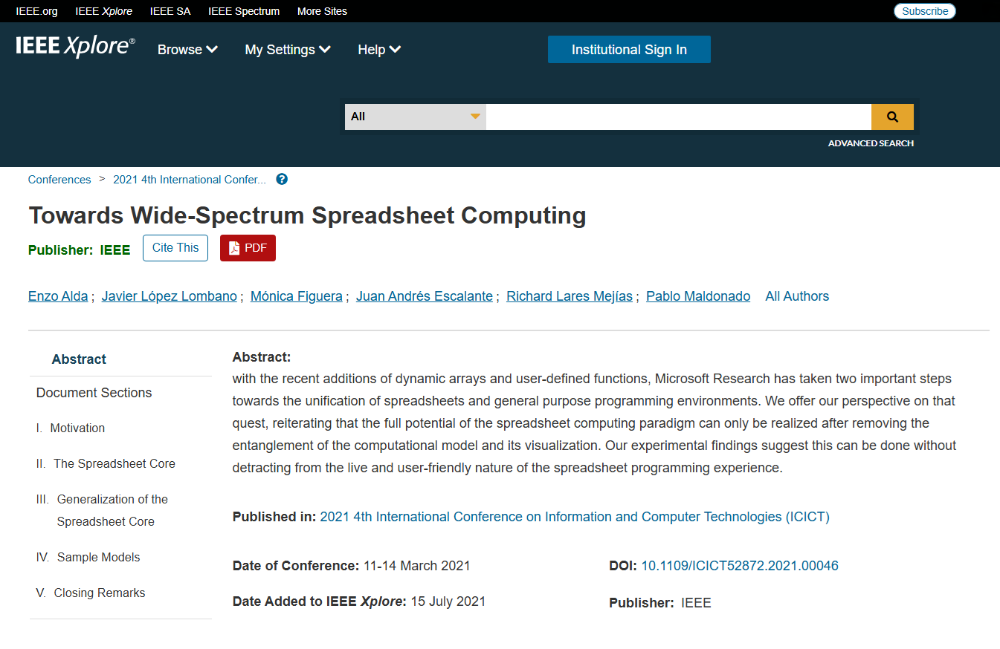 IEEE.org IEEE Xplore IEEE SA IEEE Spectrum More Sites Subscribe
IEEE Xplore® Browse My Settings Help Institutional Sign In
All
ADVANCED SEARCH
Conferences > 2021 4th International Confer... ?
Towards Wide-Spectrum Spreadsheet Computing
Publisher: IEEE Cite This PDF
Enzo Alda ; Javier López Lombano ; Mónica Figuera ; Juan Andrés Escalante ; Richard Lares Mejías ; Pablo Maldonado All Authors
Abstract
Document Sections
I. Motivation
II. The Spreadsheet Core
III. Generalization of the
Spreadsheet Core
IV. Sample Models
V. Closing Remarks
Abstract:
with the recent additions of dynamic arrays and user-defined functions, Microsoft Research has taken two important steps
towards the unification of spreadsheets and general purpose programming environments. We offer our perspective on that
quest, reiterating that the full potential of the spreadsheet computing paradigm can only be realized after removing the
entanglement of the computational model and its visualization. Our experimental findings suggest this can be done without
detracting from the live and user-friendly nature of the spreadsheet programming experience.
Published in: 2021 4th International Conference on Information and Computer Technologies (ICICT)
Date of Conference: 11-14 March 2021 DOI: 10.1109/ICICT52872.2021.00046
Date Added to IEEE Xplore: 15 July 2021 Publisher: IEEE